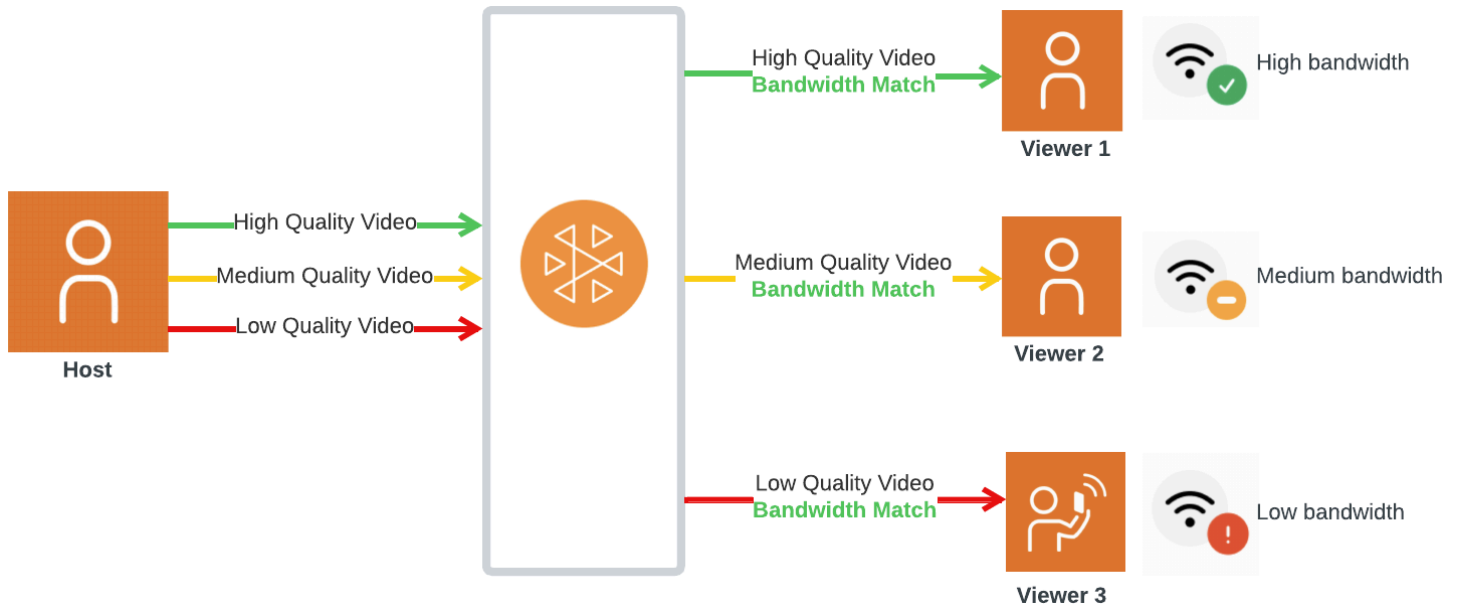 High Quality Video
Medium Quality Video
Low Quality Video
Host
High Quality Video
Bandwidth Match
Viewer 1
High bandwidth
Medium Quality Video
Bandwidth Match
Viewer 2
Medium bandwidth
Low Quality Video
Bandwidth Match
Viewer 3
Low bandwidth